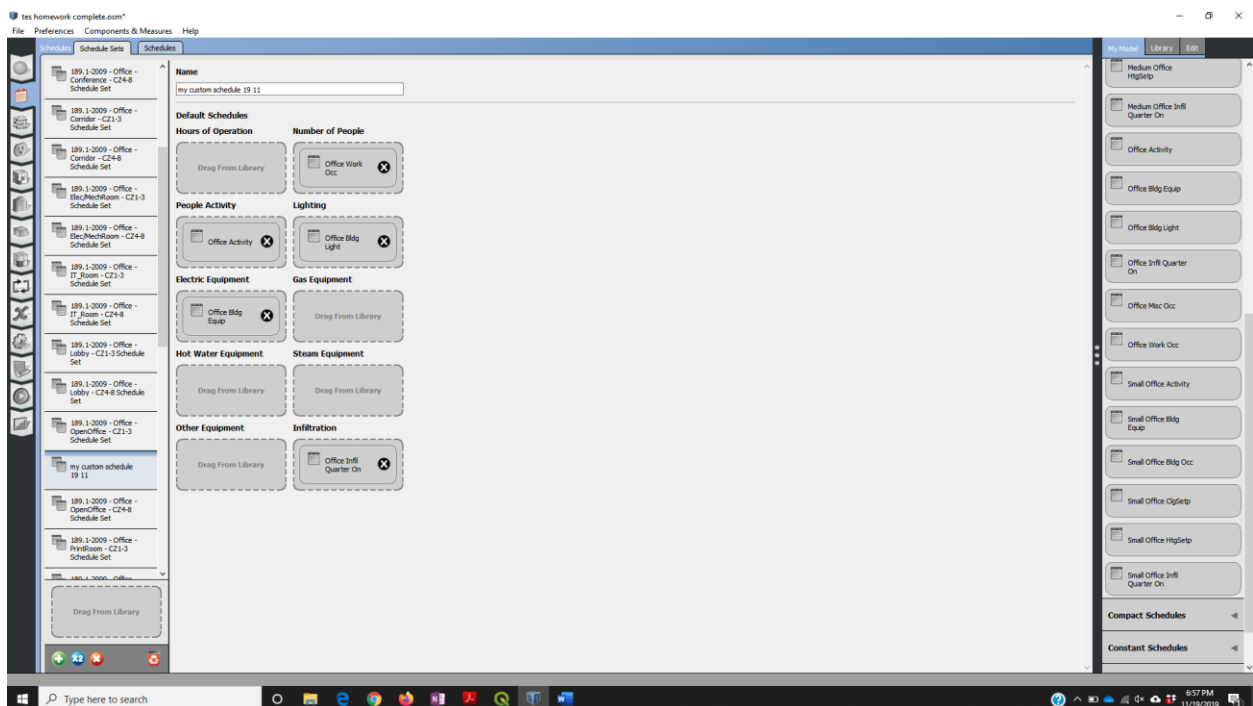 tes homework complete.osm*
File Preferences Components & Measures Help
Schedules Schedule Sets Schedules
189.1-2009 - Office -
Conference - CZ4-8
Schedule Set
189.1-2009 - Office -
Corridor - CZ1-3
Schedule Set
189.1-2009 - Office -
Corridor - CZ4-8
Schedule Set
189.1-2009 - Office -
Elec/MechRoom - CZ1-3
Schedule Set
189.1-2009 - Office -
Elec/MechRoom - CZ4-8
Schedule Set
189.1-2009 - Office -
IT_Room - CZ1-3
Schedule Set
189.1-2009 - Office -
IT_Room - CZ4-8
Schedule Set
189.1-2009 - Office -
Lobby - CZ1-3 Schedule
Set
189.1-2009 - Office -
Lobby - CZ4-8 Schedule
Set
189.1-2009 - Office -
OpenOffice - CZ1-3
Schedule Set
my custom schedule
19 11
189.1-2009 - Office -
OpenOffice - CZ4-8
Schedule Set
189.1-2009 - Office -
PrintRoom - CZ1-3
Schedule Set
189.1-2009 - Office -
Drag From Library
X2
Name
my custom schedule 19 11
Default Schedules
Hours of Operation
Number of People
Drag From Library
Office Work
Occ
People Activity
Lighting
Office Activity
Office Bldg
Light
Electric Equipment
Gas Equipment
Office Bldg
Equip
Drag From Library
Hot Water Equipment
Steam Equipment
Drag From Library
Drag From Library
Other Equipment
Infiltration
Drag From Library
Office Infil
Quarter On
My Model Library Edit
Medium Office
HtgSetp
Medium Office Infil
Quarter On
Office Activity
Office Bldg Equip
Office Bldg Light
Office Infil Quarter
On
Office Misc Occ
Office Work Occ
Small Office Activity
Small Office Bldg
Equip
Small Office Bldg Occ
Small Office ClgSetp
Small Office HtgSetp
Small Office Infil
Quarter On
Compact Schedules
Constant Schedules
Type here to search
6:57 PM
11/19/2019